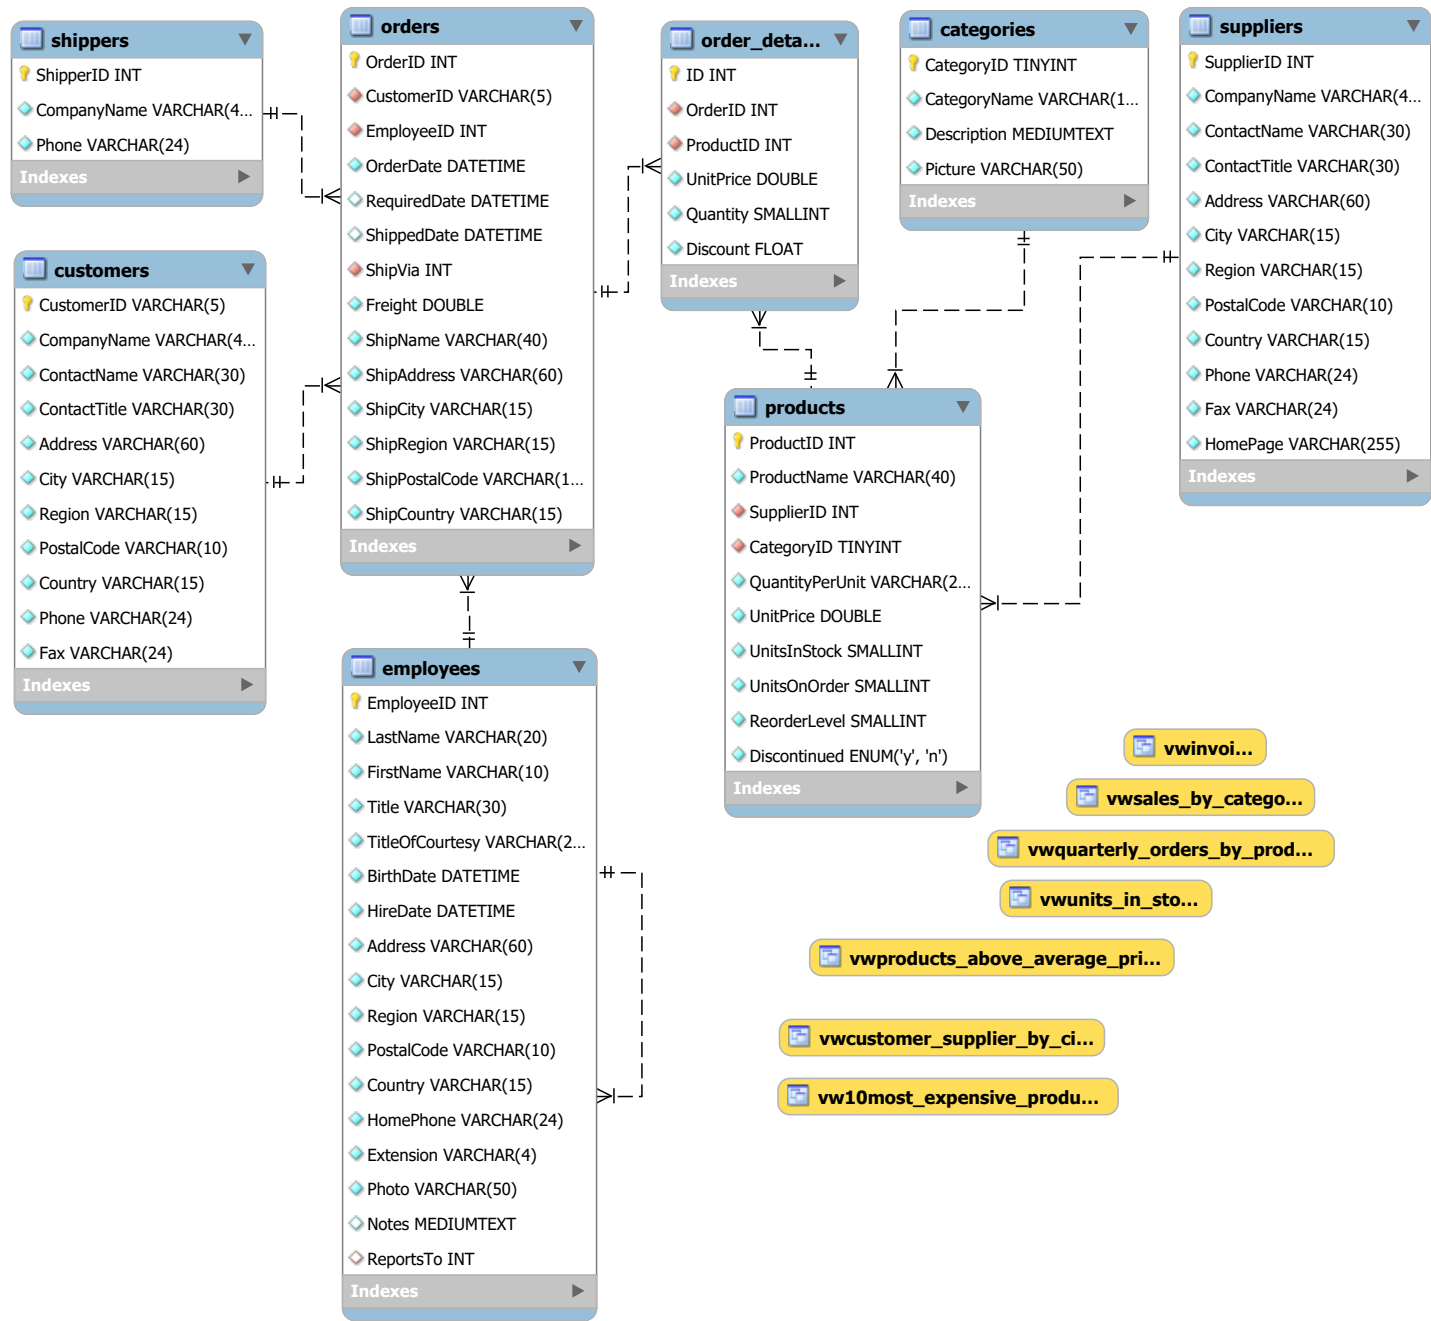 shippers
ShipperID INT
CompanyName VARCHAR(4...
Phone VARCHAR(24)
Indexes
customers
CustomerID VARCHAR(5)
CompanyName VARCHAR(4...
ContactName VARCHAR(30)
ContactTitle VARCHAR(30)
Address VARCHAR(60)
City VARCHAR(15)
Region VARCHAR(15)
PostalCode VARCHAR(10)
Country VARCHAR(15)
Phone VARCHAR(24)
Fax VARCHAR(24)
Indexes
orders
OrderID INT
CustomerID VARCHAR(5)
EmployeeID INT
OrderDate DATETIME
RequiredDate DATETIME
ShippedDate DATETIME
ShipVia INT
Freight DOUBLE
ShipName VARCHAR(40)
ShipAddress VARCHAR(60)
ShipCity VARCHAR(15)
ShipRegion VARCHAR(15)
ShipPostalCode VARCHAR(1...
ShipCountry VARCHAR(15)
Indexes
employees
EmployeeID INT
LastName VARCHAR(20)
FirstName VARCHAR(10)
Title VARCHAR(30)
TitleOfCourtesy VARCHAR(2...
BirthDate DATETIME
HireDate DATETIME
Address VARCHAR(60)
City VARCHAR(15)
Region VARCHAR(15)
PostalCode VARCHAR(10)
Country VARCHAR(15)
HomePhone VARCHAR(24)
Extension VARCHAR(4)
Photo VARCHAR(50)
Notes MEDIUMTEXT
ReportsTo INT
Indexes
order_deta...
ID INT
OrderID INT
ProductID INT
UnitPrice DOUBLE
Quantity SMALLINT
Discount FLOAT
Indexes
categories
CategoryID TINYINT
CategoryName VARCHAR(1...
Description MEDIUMTEXT
Picture VARCHAR(50)
Indexes
suppliers
SupplierID INT
CompanyName VARCHAR(4...
ContactName VARCHAR(30)
ContactTitle VARCHAR(30)
Address VARCHAR(60)
City VARCHAR(15)
Region VARCHAR(15)
PostalCode VARCHAR(10)
Country VARCHAR(15)
Phone VARCHAR(24)
Fax VARCHAR(24)
HomePage VARCHAR(255)
Indexes
products
ProductID INT
ProductName VARCHAR(40)
SupplierID INT
CategoryID TINYINT
QuantityPerUnit VARCHAR(2...
UnitPrice DOUBLE
UnitsInStock SMALLINT
UnitsOnOrder SMALLINT
ReorderLevel SMALLINT
Discontinued ENUM('y', 'n')
Indexes
vwinvoi...
vwsales_by_catego...
vwquarterly_orders_by_prod...
vwunits_in_sto...
vwproducts_above_average_pri...
vwcustomer_supplier_by_ci...
vw10most_expensive_produ...